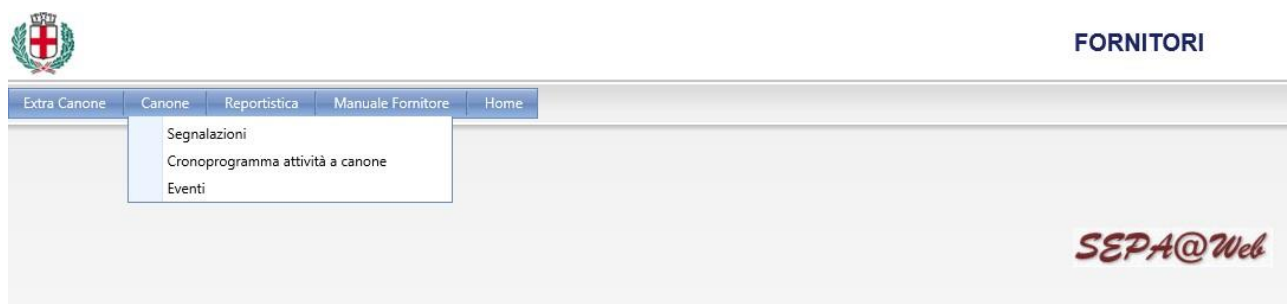 FORNITORI
Extra Canone Canone Reportistica Manuale Fornitore Home
Segnalazioni
Cronoprogramma attività a canone
Eventi
SEPA@Web